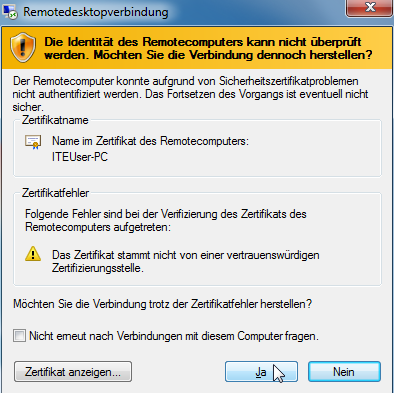 Remotedesktopverbindung
Die Identität des Remotecomputers kann nicht überprüft
werden. Möchten Sie die Verbindung dennoch herstellen?
Der Remotecomputer konnte aufgrund von Sicherheitszertifikatproblemen
nicht authentifiziert werden. Das Fortsetzen des Vorgangs ist eventuell nicht
sicher.
Zertifikatname
Name im Zertifikat des Remotecomputers:
ITEUser-PC
Zertifikatfehler
Folgende Fehler sind bei der Verifizierung des Zertifikats des
Remotecomputers aufgetreten:
Das Zertifikat stammt nicht von einer vertrauenswürdigen
Zertifizierungsstelle.
Möchten Sie die Verbindung trotz der Zertifikatfehler herstellen?
Nicht erneut nach Verbindungen mit diesem Computer fragen.
Zertifikat anzeigen... Ja Nein